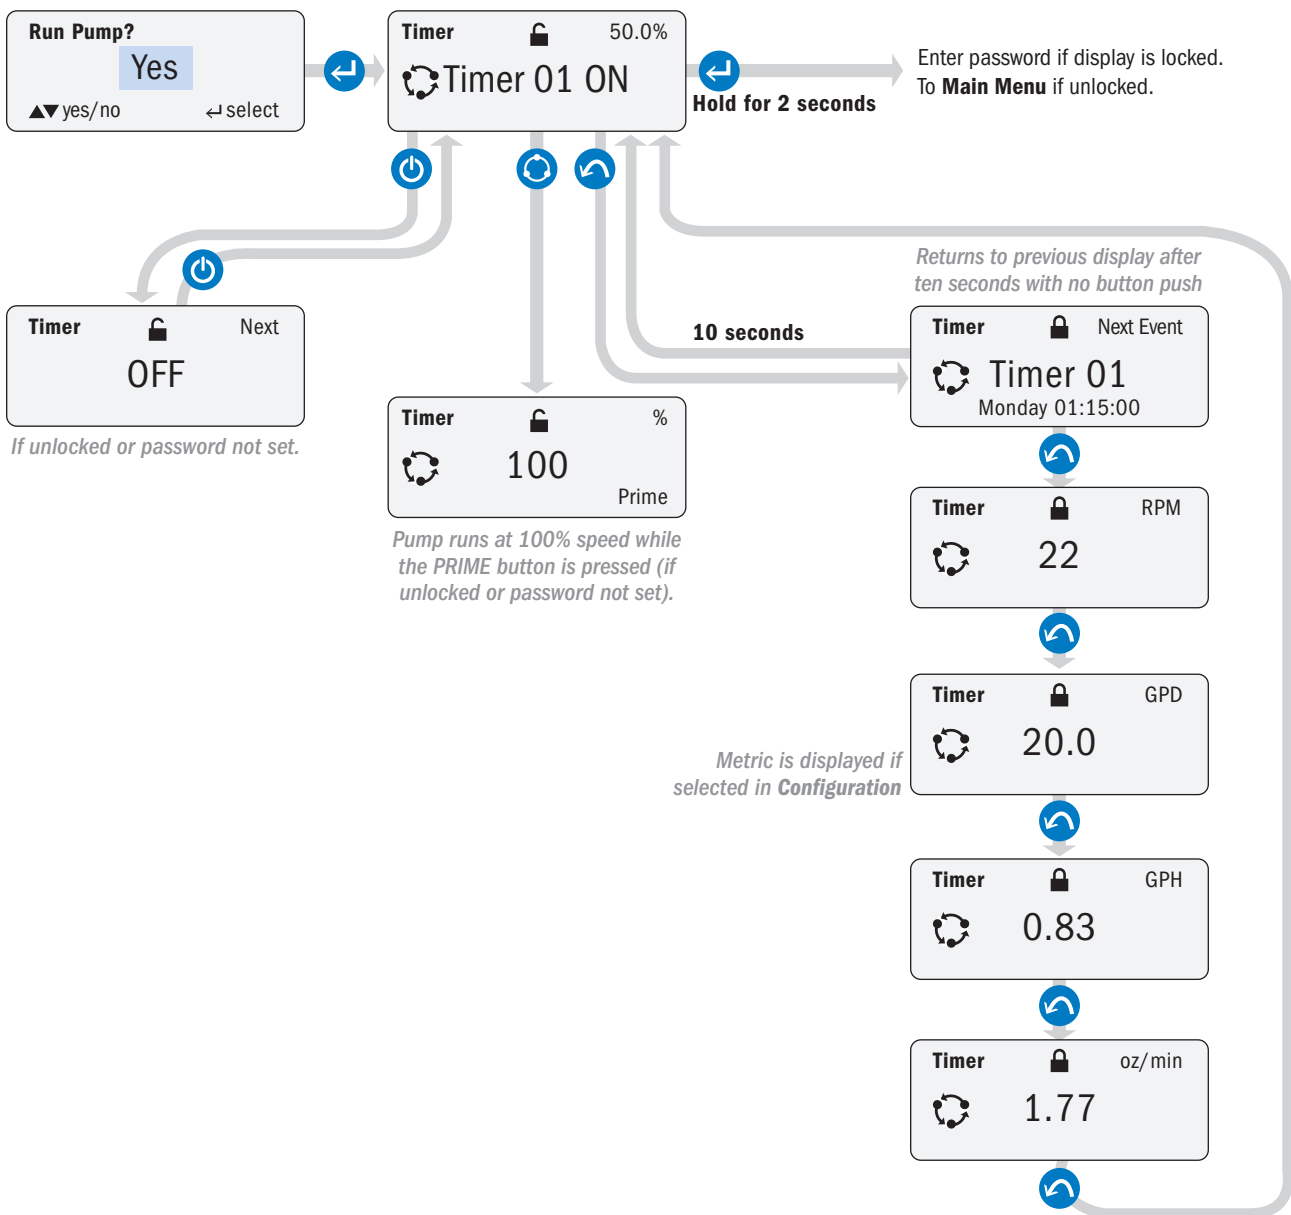 Run Pump?
Yes
▲▼ yes/no ↵ select
Timer 50.0%
Timer 01 ON
Hold for 2 seconds
Enter password if display is locked.
To Main Menu if unlocked.
Timer Next
OFF
If unlocked or password not set.
Timer %
100
Prime
Pump runs at 100% speed while
the PRIME button is pressed (if
unlocked or password not set).
10 seconds
Returns to previous display after
ten seconds with no button push
Timer Next Event
Timer 01
Monday 01:15:00
Timer RPM
22
Timer GPD
20.0
Metric is displayed if
selected in Configuration
Timer GPH
0.83
Timer oz/min
1.77